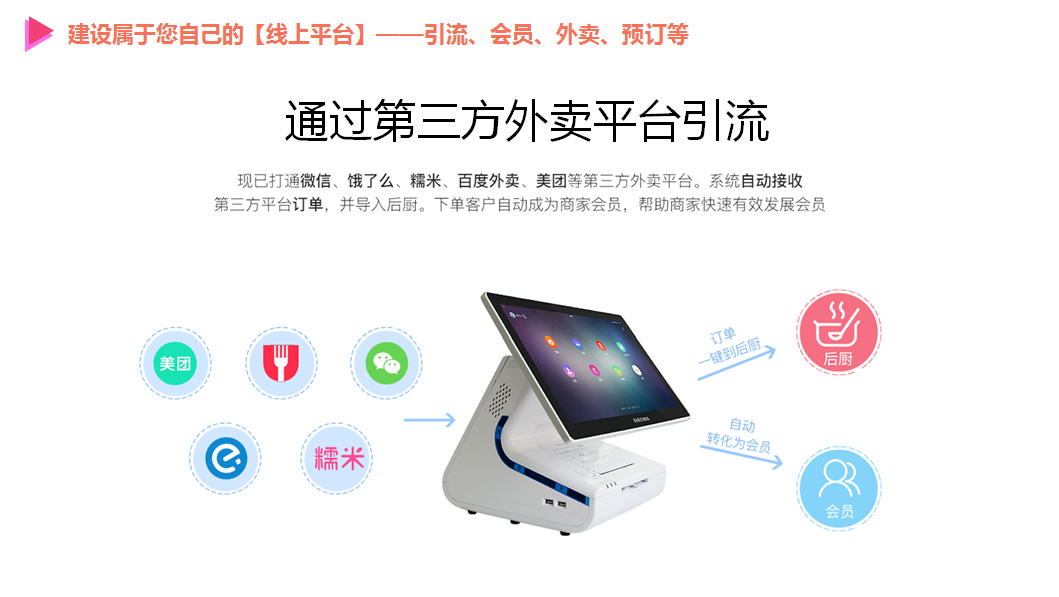 建设属于您自己的【线上平台】——引流、会员、外卖、预订等
通过第三方外卖平台引流
现已打通微信、饿了么、糯米、百度外卖、美团等第三方外卖平台。系统自动接收
第三方平台订单，并导入后厨。下单客户自动成为商家会员，帮助商家快速有效发展会员
美团
糯米
订单
一键到后厨
后厨
自动
转化为会员
会员